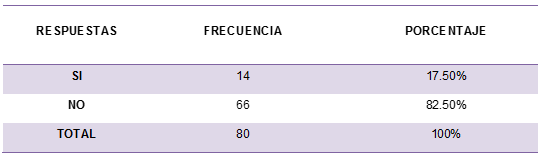 RESPUESTAS FRECUENCIA PORCENTAJE
SI 14 17.50%
NO 66 82.50%
TOTAL 80 100%